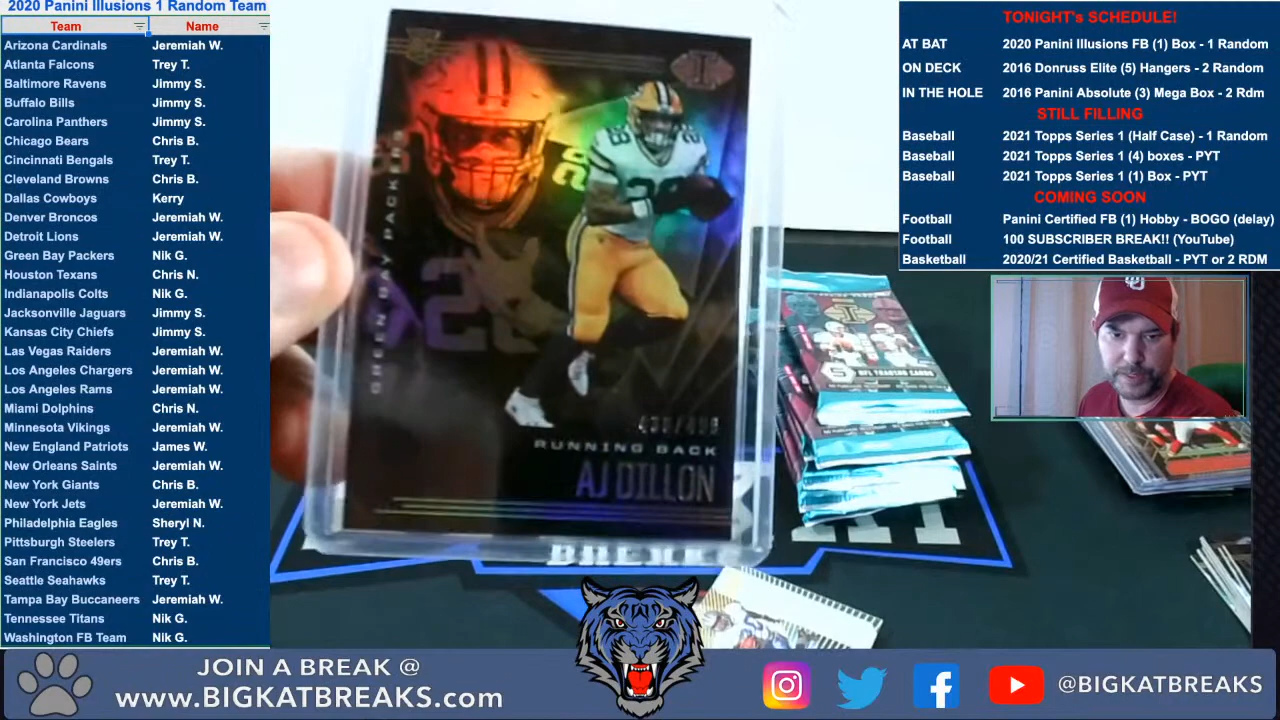 2020 Panini Illusions 1 Random Team
Team Name
Arizona Cardinals Jeremiah W.
Atlanta Falcons Trey T.
Baltimore Ravens Jimmy S.
Buffalo Bills Jimmy S.
Carolina Panthers Jimmy S.
Chicago Bears Chris B.
Cincinnati Bengals Trey T.
Cleveland Browns Chris B.
Dallas Cowboys Kerry
Denver Broncos Jeremiah W.
Detroit Lions Jeremiah W.
Green Bay Packers Nik G.
Houston Texans Chris N.
Indianapolis Colts Nik G.
Jacksonville Jaguars Jimmy S.
Kansas City Chiefs Jimmy S.
Las Vegas Raiders Jeremiah W.
Los Angeles Chargers Jeremiah W.
Los Angeles Rams Jeremiah W.
Miami Dolphins Chris N.
Minnesota Vikings Jeremiah W.
New England Patriots James W.
New Orleans Saints Jeremiah W.
New York Giants Chris B.
New York Jets Jeremiah W.
Philadelphia Eagles Sheryl N.
Pittsburgh Steelers Trey T.
San Francisco 49ers Chris B.
Seattle Seahawks Trey T.
Tampa Bay Buccaneers Jeremiah W.
Tennessee Titans Nik G.
Washington FB Team Nik G.
GREEN BAY PACKERS
I
28
28
RUNNING BACK
AJ DILLON
I
NFL TRADING CARDS
TONIGHT's SCHEDULE!
AT BAT 2020 Panini Illusions FB (1) Box - 1 Random
ON DECK 2016 Donruss Elite (5) Hangers - 2 Random
IN THE HOLE 2016 Panini Absolute (3) Mega Box - 2 Rdm
STILL FILLING
Baseball 2021 Topps Series 1 (Half Case) - 1 Random
Baseball 2021 Topps Series 1 (4) boxes - PYT
Baseball 2021 Topps Series 1 (1) Box - PYT
COMING SOON
Football Panini Certified FB (1) Hobby - BOGO (delay)
Football 100 SUBSCRIBER BREAK!! (YouTube)
Basketball 2020/21 Certified Basketball - PYT or 2 RDM
JOIN A BREAK @
www.BIGKATBREAKS.com
@BIGKATBREAKS